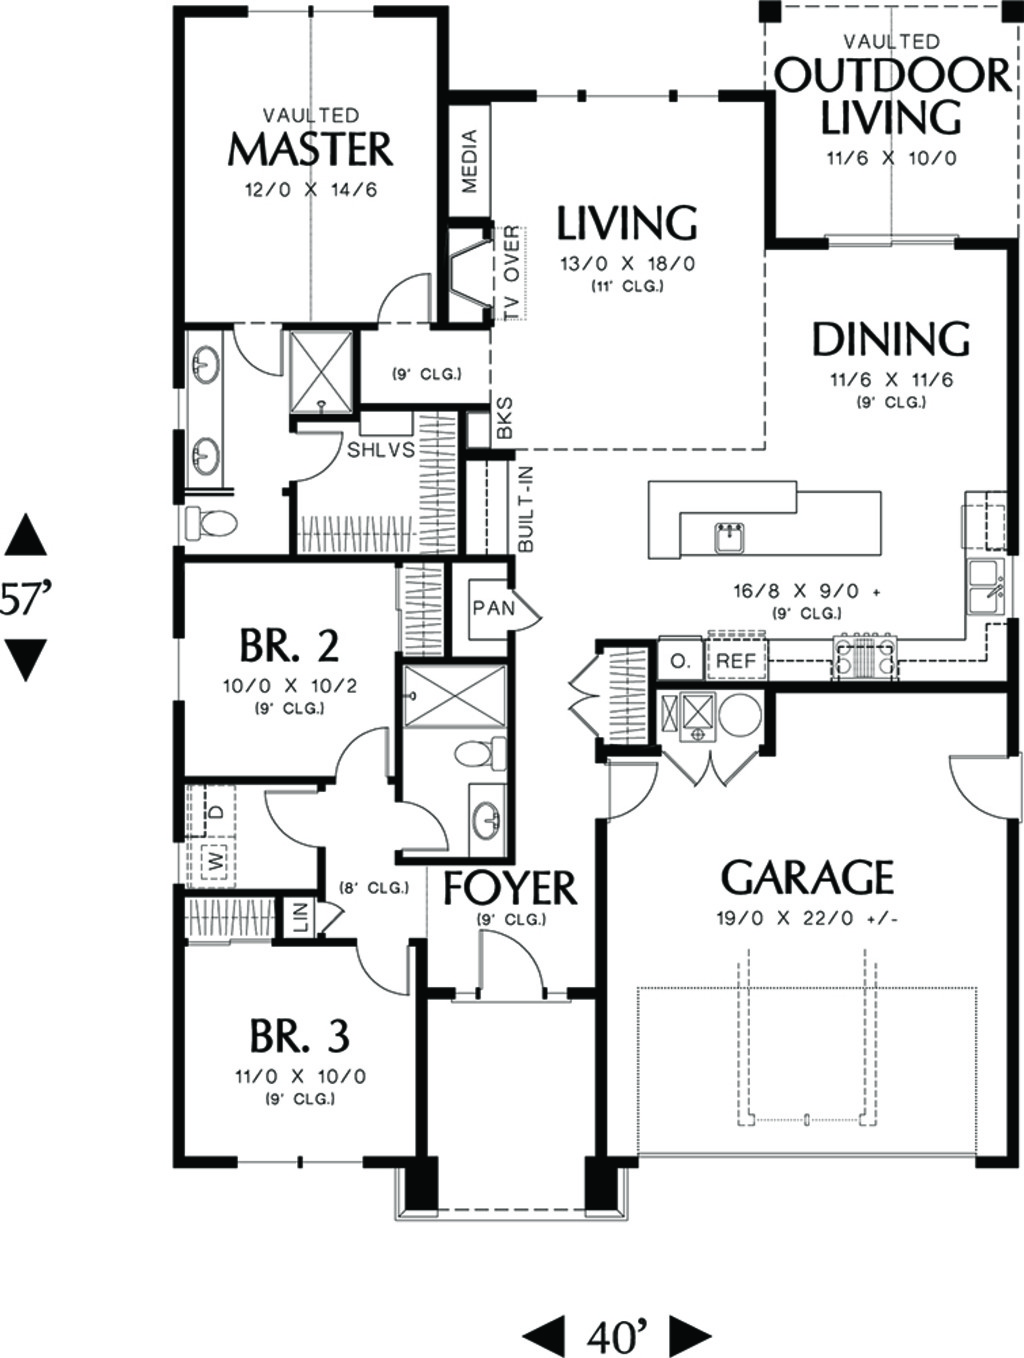 VAULTED
MASTER
12/0 X 14/6
MEDIA
LIVING
13/0 X 18/0
(11' CLG.)
TV OVER
VAULTED
OUTDOOR
LIVING
11/6 X 10/0
DINING
11/6 X 11/6
(9' CLG.)
(9' CLG.)
BKS
SHLVS
BUILT-IN
57'
16/8 X 9/0 +
(9' CLG.)
PAN
BR. 2
10/0 X 10/2
(9' CLG.)
O.
REF
D
W
(8' CLG.)
LIN
FOYER
(9' CLG.)
GARAGE
19/0 X 22/0 +/-
BR. 3
11/0 X 10/0
(9' CLG.)
40'